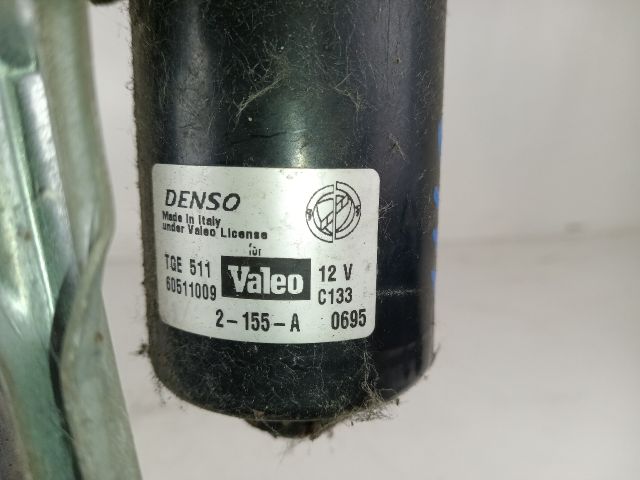 DENSO
Made in Italy
under Valeo License
for
TGE 511 Valeo 12 V
60511009 C133
2-155-A 0695